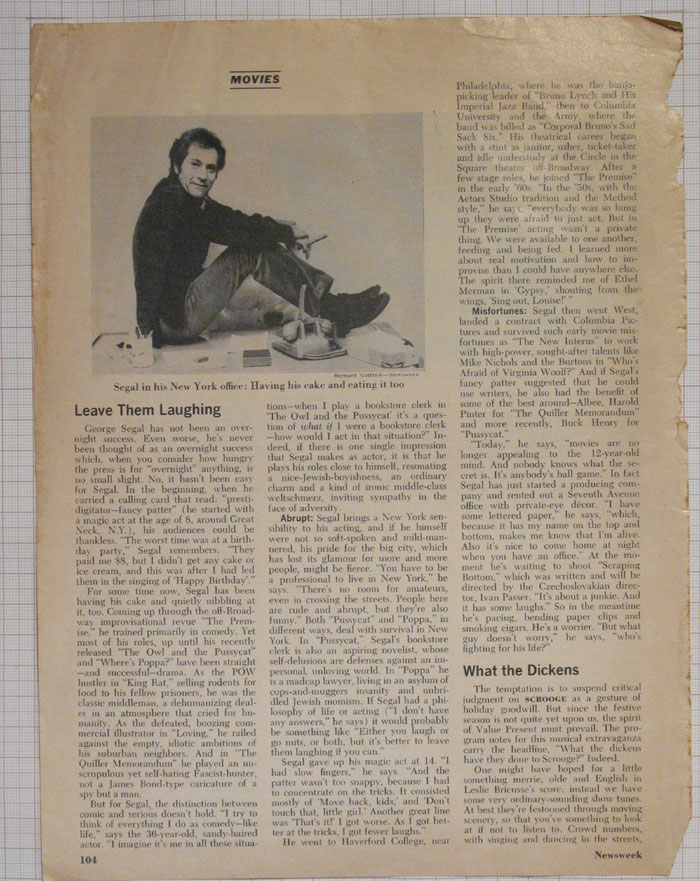 MOVIES
Bernard Gotfryd—Newsweek
Segal in his New York office: Having his cake and eating it too
Leave Them Laughing
George Segal has not been an over-
night success. Even worse, he's never
been thought of as an overnight success
which, when you consider how hungry
the press is for "overnight" anything, is
no small slight. No, it hasn't been easy
for Segal. In the beginning, when he
carried a calling card that read: "presti-
digitator—fancy patter" (he started with
a magic act at the age of 8, around Great
Neck, N.Y.), his audiences could be
thankless. "The worst time was at a birth-
day party," Segal remembers. "They
paid me $8, but I didn't get any cake or
ice cream, and this was after I had led
them in the singing of 'Happy Birthday'."
For some time now, Segal has been
having his cake and quietly nibbling at
it, too. Coming up through the off-Broad-
way improvisational revue "The Prem-
ise," he trained primarily in comedy. Yet
most of his roles, up until his recently
released "The Owl and the Pussycat"
and "Where's Poppa?" have been straight
—and successful—drama. As the POW
hustler in "King Rat," selling rodents for
food to his fellow prisoners, he was the
classic middleman, a dehumanizing deal-
er in an atmosphere that cried for hu-
manity. As the defeated, boozing com-
mercial illustrator in "Loving," he railed
against the empty, idiotic ambitions of
his suburban neighbors. And in "The
Quiller Memorandum" he played an un-
scrupulous yet self-hating Fascist-hunter,
not a James Bond-type caricature of a
spy but a man.
But for Segal, the distinction between
comic and serious doesn't hold. "I try to
think of everything I do as comedy—like
life," says the 36-year-old, sandy-haired
actor. "I imagine it's me in all these situa-
tions—when I play a bookstore clerk in
'The Owl and the Pussycat' it's a ques-
tion of what if I were a bookstore clerk
—how would I act in that situation?" In-
deed, if there is one single impression
that Segal makes as actor, it is that he
plays his roles close to himself, resonating
a nice-Jewish-boyishness, an ordinary
charm and a kind of ironic middle-class
weltschmerz, inviting sympathy in the
face of adversity.
Abrupt: Segal brings a New York sen-
sibility to his acting, and if he himself
were not so soft-spoken and mild-man-
nered, his pride for the big city, which
has lost its glamour for more and more
people, might be fierce. "You have to be
a professional to live in New York," he
says. "There's no room for amateurs,
even in crossing the streets. People here
are rude and abrupt, but they're also
funny." Both "Pussycat" and "Poppa," in
different ways, deal with survival in New
York. In "Pussycat," Segal's bookstore
clerk is also an aspiring novelist, whose
self-delusions are defenses against an im-
personal, unloving world. In "Poppa" he
is a madcap lawyer, living in an asylum of
cops-and-muggers insanity and unbri-
dled Jewish momism. If Segal had a phi-
losophy of life or acting ("I don't have
any answers," he says) it would probably
be something like "Either you laugh or
go nuts, or both, but it's better to leave
them laughing if you can."
Segal gave up his magic act at 14. "I
had slow fingers," he says. "And the
patter wasn't too snappy, because I had
to concentrate on the tricks. It consisted
mostly of 'Move back, kids,' and 'Don't
touch that, little girl.' Another great line
was 'That's it!' I got worse. As I got bet-
ter at the tricks, I got fewer laughs."
He went to Haverford College, near
Philadelphia, where he was the banjo-
picking leader of "Bruno Lynch and His
Imperial Jazz Band," then to Columbia
University and the Army, where the
band was billed as "Corporal Bruno's Sad
Sack Six." His theatrical career began
with a stint as janitor, usher, ticket-taker
and idle understudy at the Circle in the
Square theater off-Broadway. After a
few stage roles, he joined "The Premise"
in the early '60s. "In the '50s, with the
Actors Studio tradition and the Method
style," he says, "everybody was so hung
up they were afraid to just act. But in
'The Premise' acting wasn't a private
thing. We were available to one another,
feeding and being fed. I learned more
about real motivation and how to im-
provise than I could have anywhere else.
The spirit there reminded me of Ethel
Merman in 'Gypsy,' shouting from the
wings, 'Sing out, Louise!' "
Misfortunes: Segal then went West,
landed a contract with Columbia Pic-
tures and survived such early movie mis-
fortunes as "The New Interns" to work
with high-power, sought-after talents like
Mike Nichols and the Burtons in "Who's
Afraid of Virginia Woolf?" And if Segal's
fancy patter suggested that he could
use writers, he also had the benefit of
some of the best around—Albee, Harold
Pinter for "The Quiller Memorandum"
and more recently, Buck Henry for
"Pussycat."
"Today," he says, "movies are no
longer appealing to the 12-year-old
mind. And nobody knows what the se-
cret is. It's anybody's ball game." In fact
Segal has just started a producing com-
pany and rented out a Seventh Avenue
office with private-eye décor. "I have
some lettered paper," he says, "which,
because it has my name on the top and
bottom, makes me know that I'm alive.
Also it's nice to come home at night
when you have an office." At the mo-
ment he's waiting to shoot "Scraping
Bottom," which was written and will be
directed by the Czechoslovakian direc-
tor, Ivan Passer. "It's about a junkie. And
it has some laughs." So in the meantime
he's pacing, bending paper clips and
smoking cigars. He's a worrier. "But what
guy doesn't worry," he says, "who's
fighting for his life?"
What the Dickens
The temptation is to suspend critical
judgment on SCROOGE as a gesture of
holiday goodwill. But since the festive
season is not quite yet upon us, the spirit
of Value Present must prevail. The pro-
gram notes for this musical extravaganza
carry the headline, "What the dickens
have they done to Scrooge?" Indeed.
One might have hoped for a little
something merrie, olde and English in
Leslie Bricusse's score; instead we have
some very ordinary-sounding show tunes.
At best they're festooned through moving
scenery, so that you've something to look
at if not to listen to. Crowd numbers,
with singing and dancing in the streets,
104
Newsweek